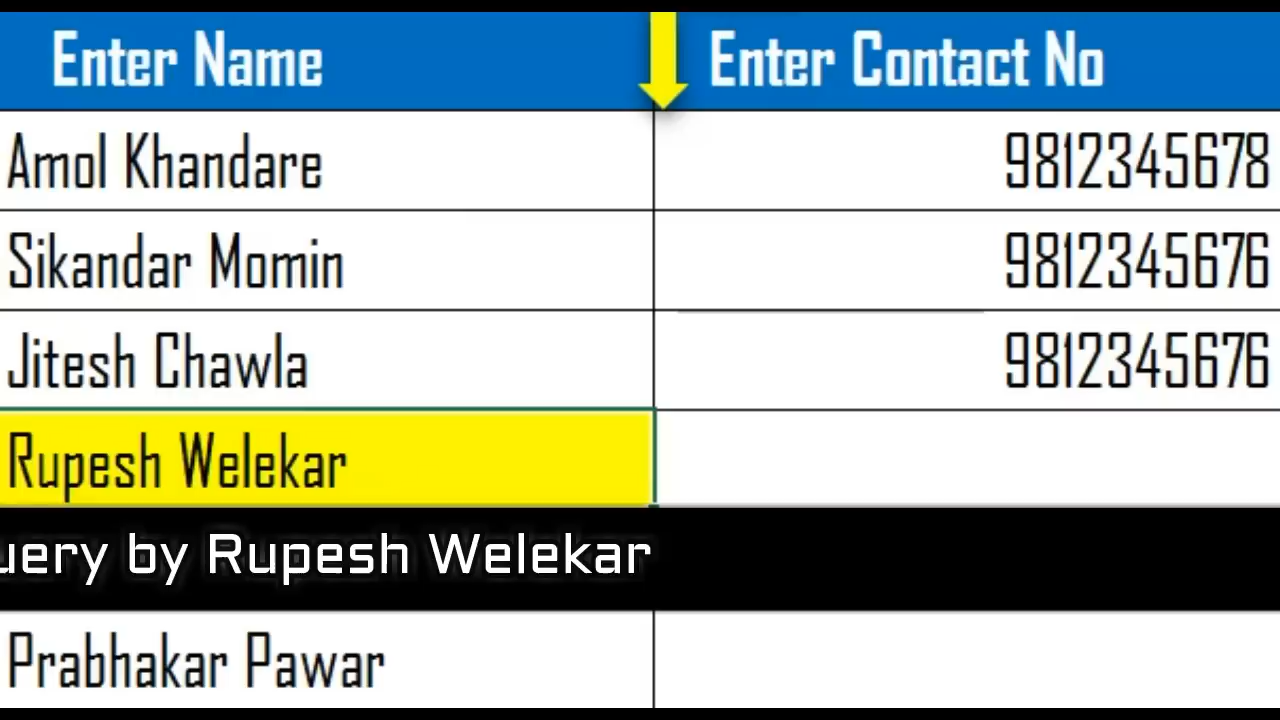 Enter Name Enter Contact No
Amol Khandare 9812345678
Sikandar Momin 9812345676
Jitesh Chawla 9812345676
Rupesh Welekar
uery by Rupesh Welekar
Prabhakar Pawar